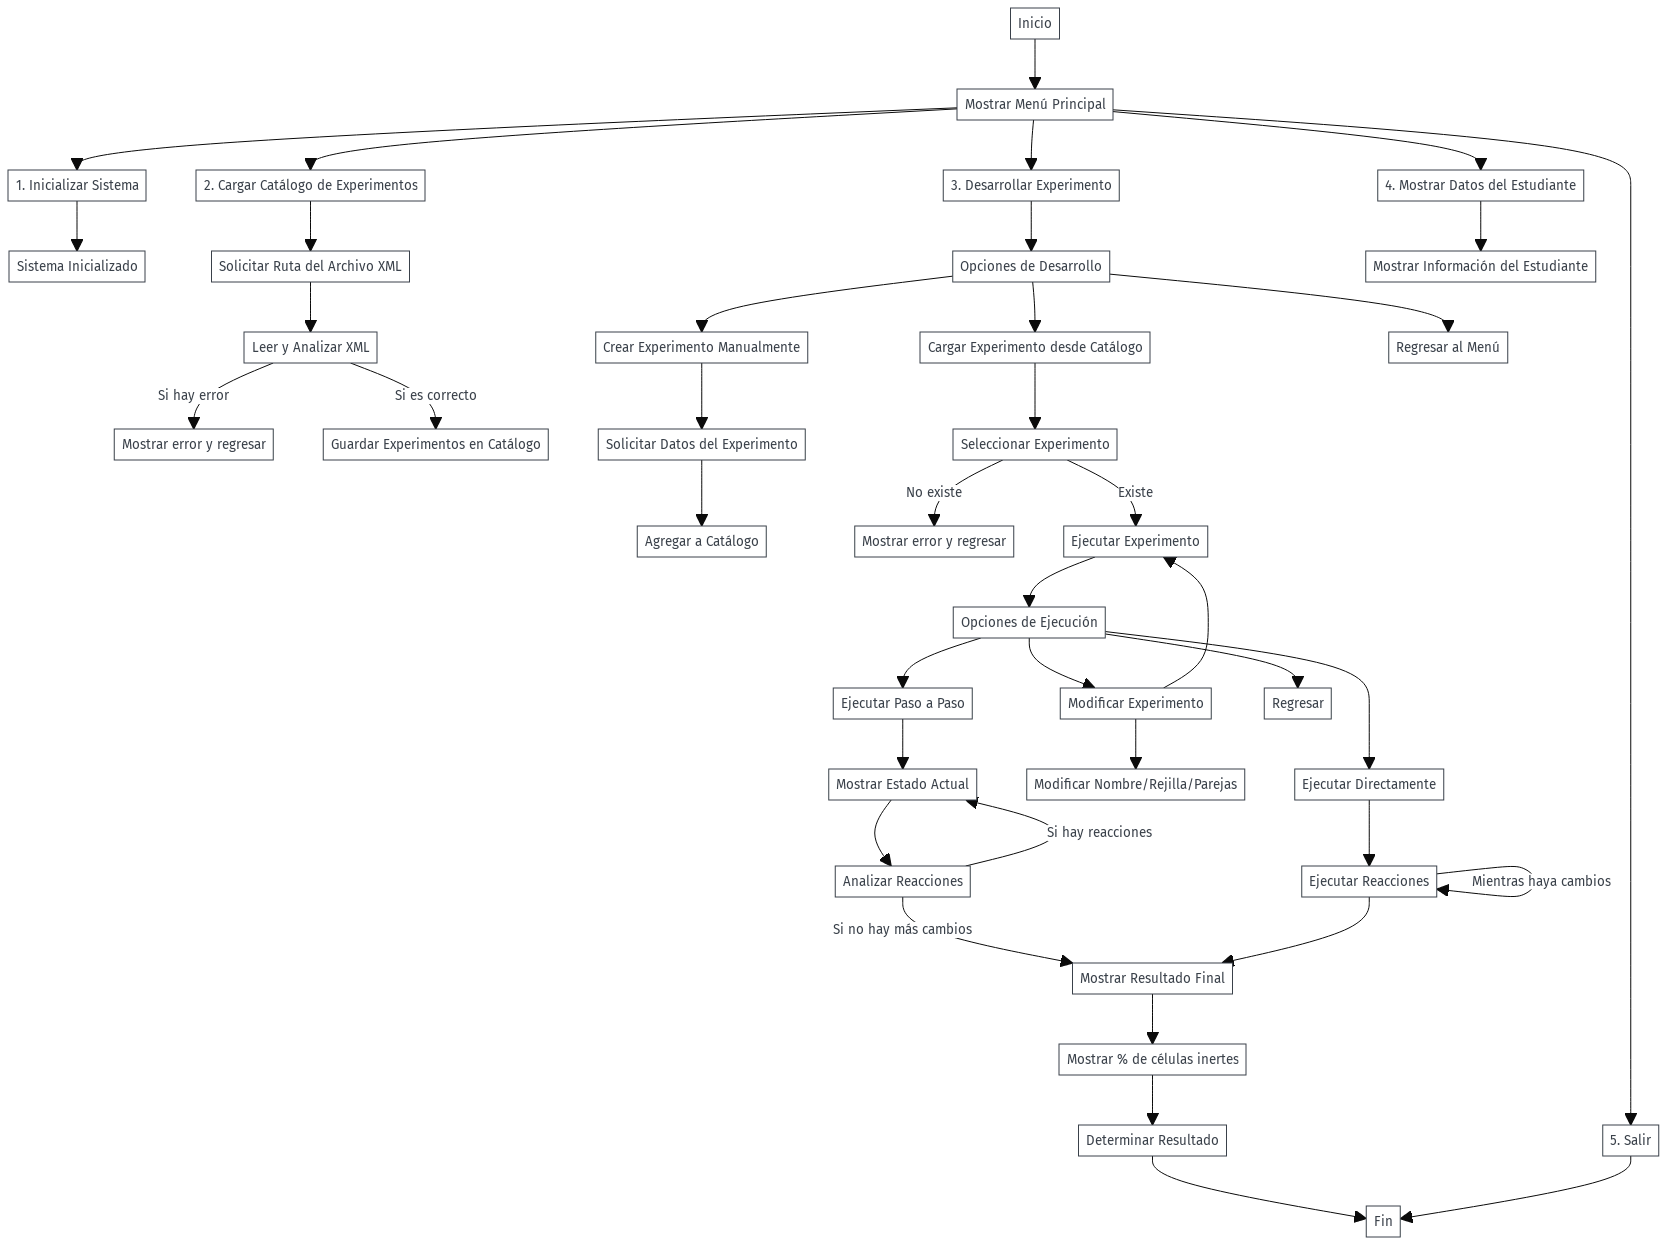 Inicio
Mostrar Menú Principal
1. Inicializar Sistema
2. Cargar Catálogo de Experimentos
3. Desarrollar Experimento
4. Mostrar Datos del Estudiante
Sistema Inicializado
Solicitar Ruta del Archivo XML
Opciones de Desarrollo
Mostrar Información del Estudiante
Leer y Analizar XML
Crear Experimento Manualmente
Cargar Experimento desde Catálogo
Regresar al Menú
Si hay error
Si es correcto
Mostrar error y regresar
Guardar Experimentos en Catálogo
Solicitar Datos del Experimento
Seleccionar Experimento
No existe
Existe
Agregar a Catálogo
Mostrar error y regresar
Ejecutar Experimento
Opciones de Ejecución
Ejecutar Paso a Paso
Modificar Experimento
Regresar
Mostrar Estado Actual
Modificar Nombre/Rejilla/Parejas
Ejecutar Directamente
Si hay reacciones
Analizar Reacciones
Ejecutar Reacciones
Mientras haya cambios
Si no hay más cambios
Mostrar Resultado Final
Mostrar % de células inertes
Determinar Resultado
5. Salir
Fin